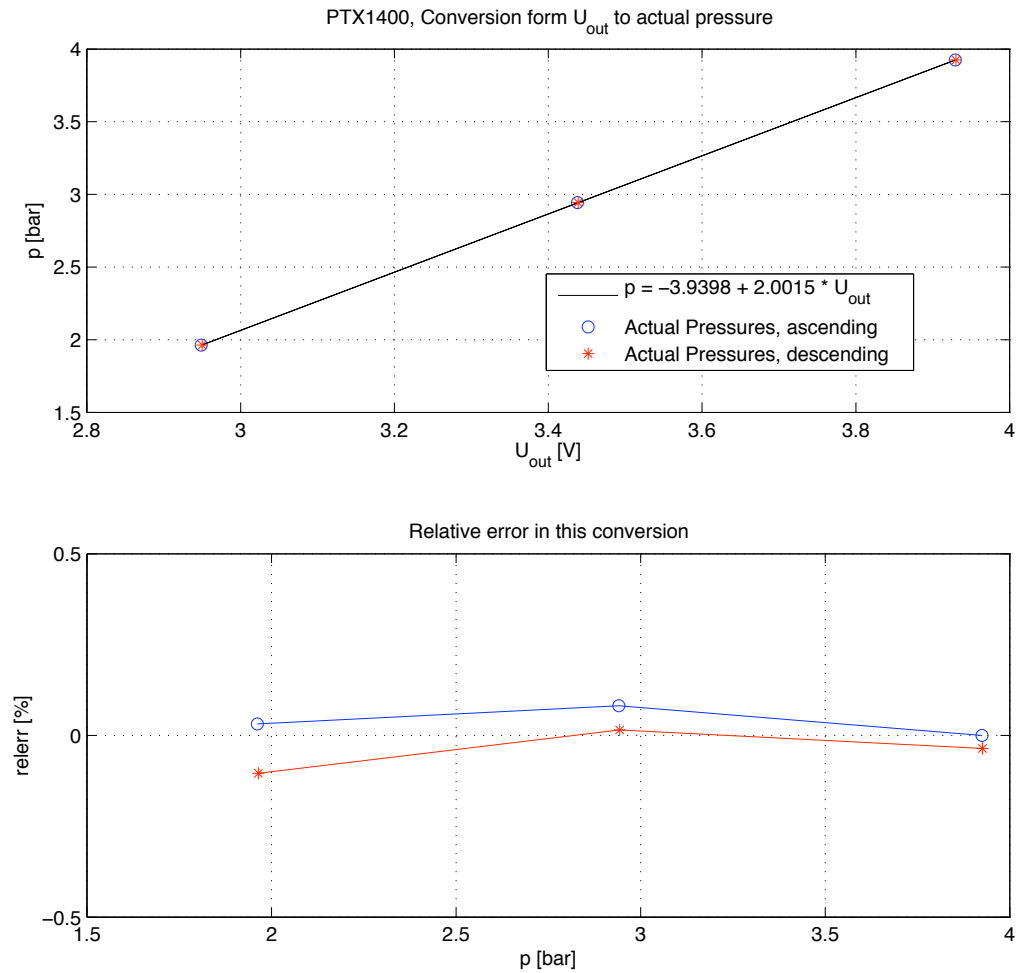 PTX1400, Conversion form U_out to actual pressure
4
3.5
3
2.5
2
1.5
p [bar]
p = −3.9398 + 2.0015 * U_out
Actual Pressures, ascending
Actual Pressures, descending
2.8 3 3.2 3.4 3.6 3.8 4
U_out [V]
Relative error in this conversion
0.5
0
−0.5
relerr [%]
1.5 2 2.5 3 3.5 4
p [bar]